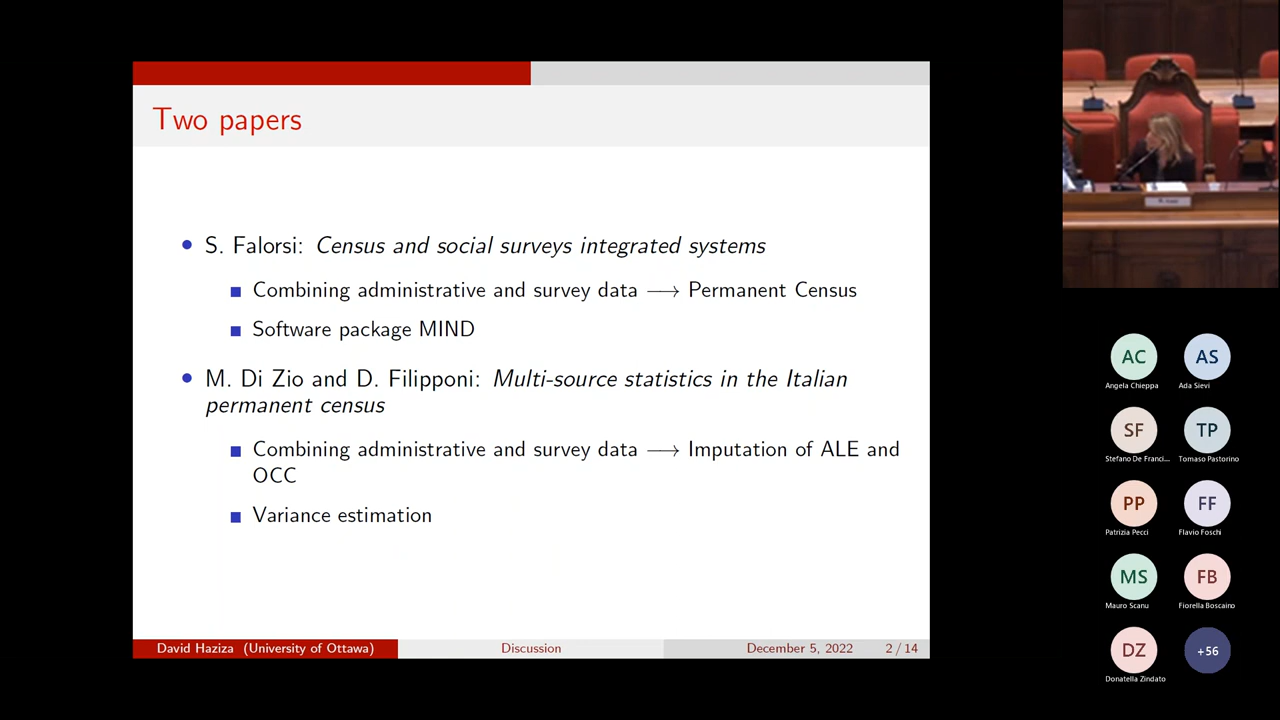 Two papers
• S. Falorsi: Census and social surveys integrated systems
■ Combining administrative and survey data ⟶ Permanent Census
■ Software package MIND
• M. Di Zio and D. Filipponi: Multi-source statistics in the Italian
permanent census
■ Combining administrative and survey data ⟶ Imputation of ALE and
OCC
■ Variance estimation
David Haziza (University of Ottawa) Discussion December 5, 2022 2 / 14
AC AS
Angela Chieppa Ada Sievi
SF TP
Stefano De Franci... Tomaso Pastorino
PP FF
Patrizia Pecci Flavio Foschi
MS FB
Mauro Scanu Fiorella Boscaino
DZ +56
Donatella Zindato